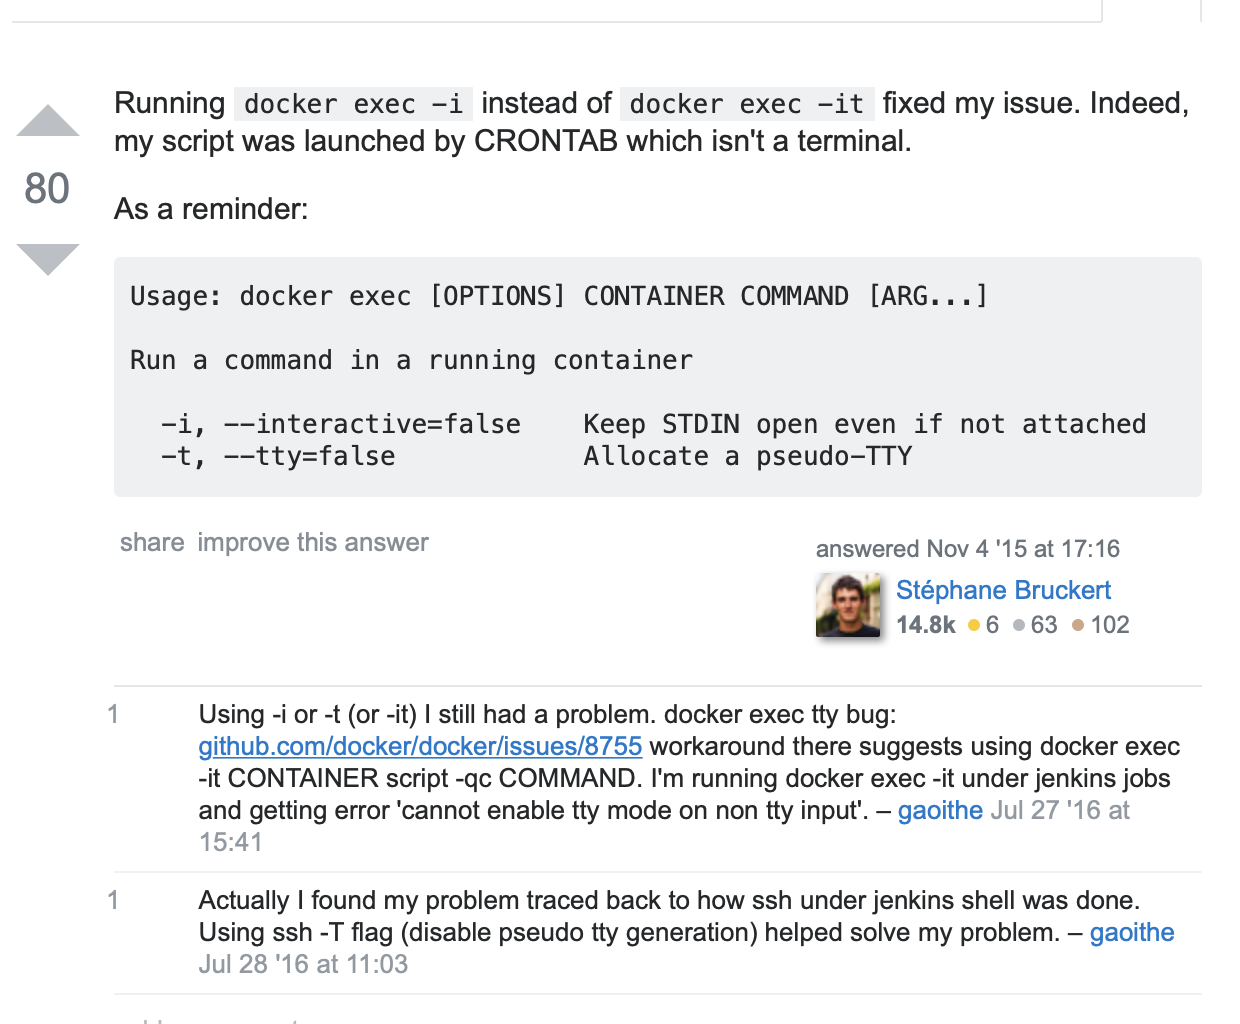 Running docker exec -i instead of docker exec -it fixed my issue. Indeed,
my script was launched by CRONTAB which isn't a terminal.
80
As a reminder:
Usage: docker exec [OPTIONS] CONTAINER COMMAND [ARG...]
Run a command in a running container
-i, --interactive=false    Keep STDIN open even if not attached
-t, --tty=false            Allocate a pseudo-TTY
share improve this answer
answered Nov 4 '15 at 17:16
Stéphane Bruckert
14.8k ●6 ●63 ●102
1 Using -i or -t (or -it) I still had a problem. docker exec tty bug:
github.com/docker/docker/issues/8755 workaround there suggests using docker exec
-it CONTAINER script -qc COMMAND. I'm running docker exec -it under jenkins jobs
and getting error 'cannot enable tty mode on non tty input'. – gaoithe Jul 27 '16 at
15:41
1 Actually I found my problem traced back to how ssh under jenkins shell was done.
Using ssh -T flag (disable pseudo tty generation) helped solve my problem. – gaoithe
Jul 28 '16 at 11:03